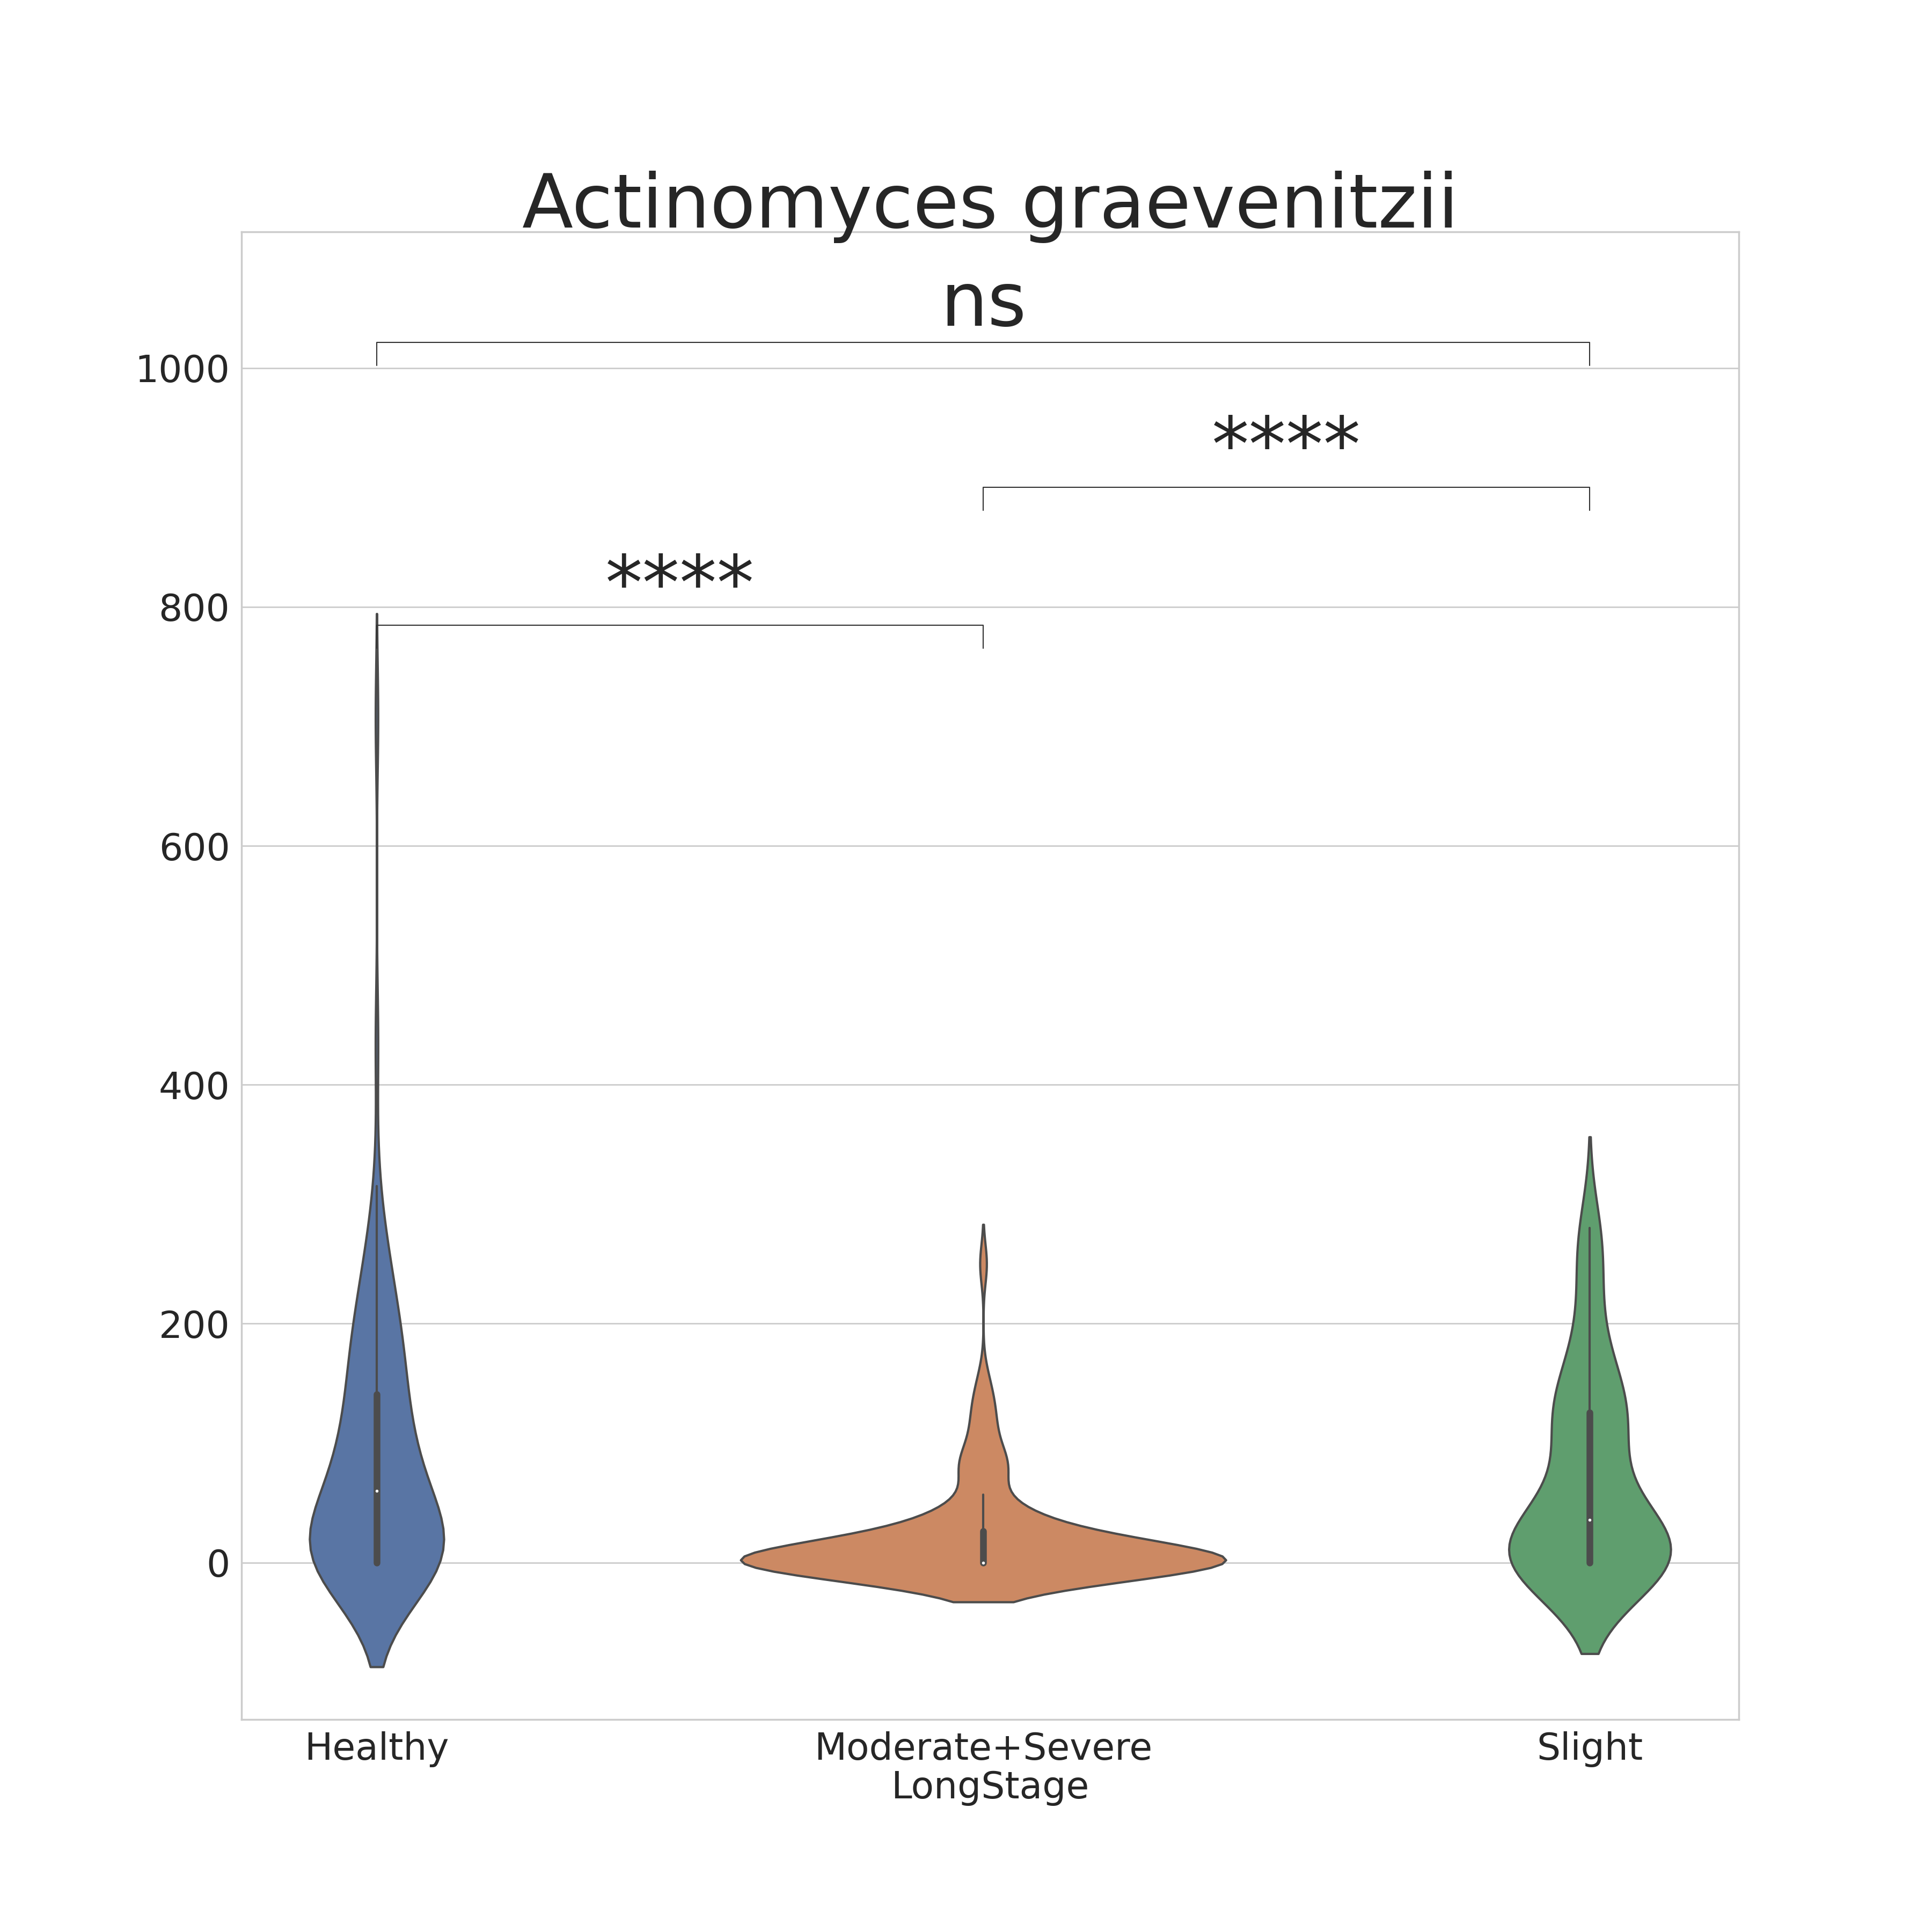 Actinomyces graevenitzii
ns
1000
****
****
800
600
400
200
0
Healthy Moderate+Severe Slight
LongStage